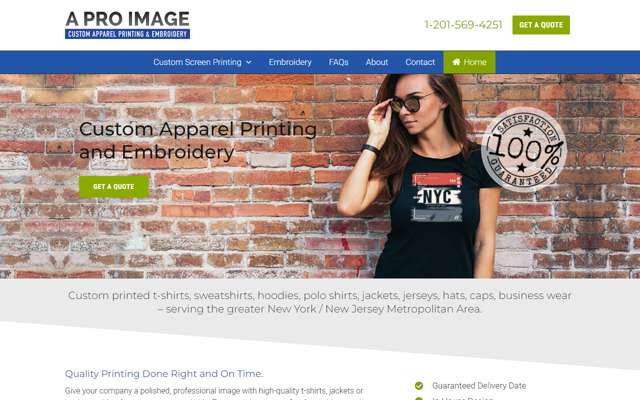 A PRO IMAGE
CUSTOM APPAREL PRINTING & EMBROIDERY
1-201-569-4251
GET A QUOTE
Custom Screen Printing
Embroidery
FAQs
About
Contact
Home
Custom Apparel Printing
and Embroidery
GET A QUOTE
NYC
SATISFACTION
100%
GUARANTEED
Custom printed t-shirts, sweatshirts, hoodies, polo shirts, jackets, jerseys, hats, caps, business wear
– serving the greater New York / New Jersey Metropolitan Area.
Quality Printing Done Right and On Time.
Give your company a polished, professional image with high-quality t-shirts, jackets or
Guaranteed Delivery Date
In-House Design